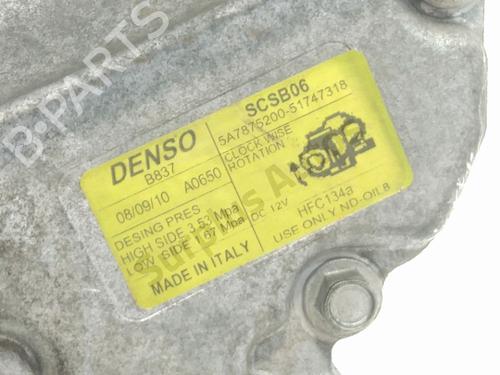 B-PARTS
DENSO
SCSB06
B837
5A7875200-51747318
08/09/10 A0650
CLOCK WISE
ROTATION
DESING PRES
HIGH SIDE 3.53 Mpa
LOW SIDE 1.67 Mpa
DC 12V
HFC134a
MADE IN ITALY
USE ONLY ND-OIL8